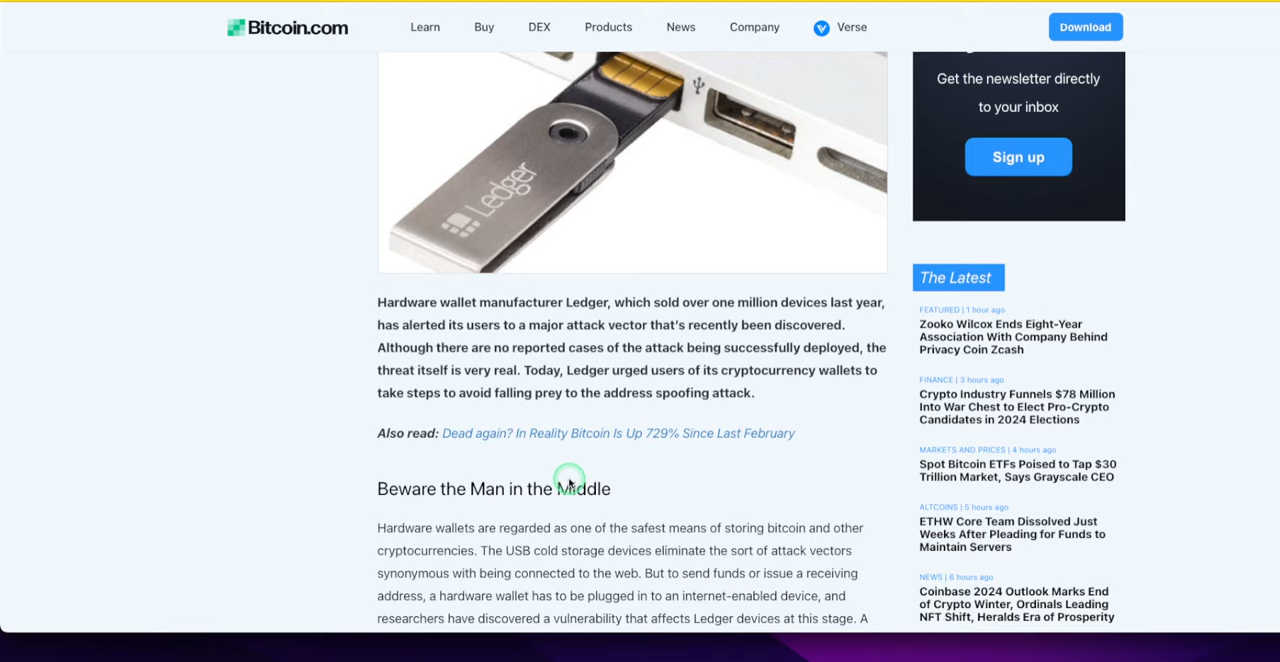 Bitcoin.com
Learn
Buy
DEX
Products
News
Company
Verse
Download
Ledger
Get the newsletter directly
to your inbox
Sign up
Hardware wallet manufacturer Ledger, which sold over one million devices last year,
has alerted its users to a major attack vector that's recently been discovered.
Although there are no reported cases of the attack being successfully deployed, the
threat itself is very real. Today, Ledger urged users of its cryptocurrency wallets to
take steps to avoid falling prey to the address spoofing attack.
Also read: Dead again? In Reality Bitcoin Is Up 729% Since Last February
Beware the Man in the Middle
Hardware wallets are regarded as one of the safest means of storing bitcoin and other
cryptocurrencies. The USB cold storage devices eliminate the sort of attack vectors
synonymous with being connected to the web. But to send funds or issue a receiving
address, a hardware wallet has to be plugged in to an internet-enabled device, and
researchers have discovered a vulnerability that affects Ledger devices at this stage. A
The Latest
FEATURED | 1 hour ago
Zooko Wilcox Ends Eight-Year
Association With Company Behind
Privacy Coin Zcash
FINANCE | 3 hours ago
Crypto Industry Funnels $78 Million
Into War Chest to Elect Pro-Crypto
Candidates in 2024 Elections
MARKETS AND PRICES | 4 hours ago
Spot Bitcoin ETFs Poised to Tap $30
Trillion Market, Says Grayscale CEO
ALTCOINS | 5 hours ago
ETHW Core Team Dissolved Just
Weeks After Pleading for Funds to
Maintain Servers
NEWS | 6 hours ago
Coinbase 2024 Outlook Marks End
of Crypto Winter, Ordinals Leading
NFT Shift, Heralds Era of Prosperity